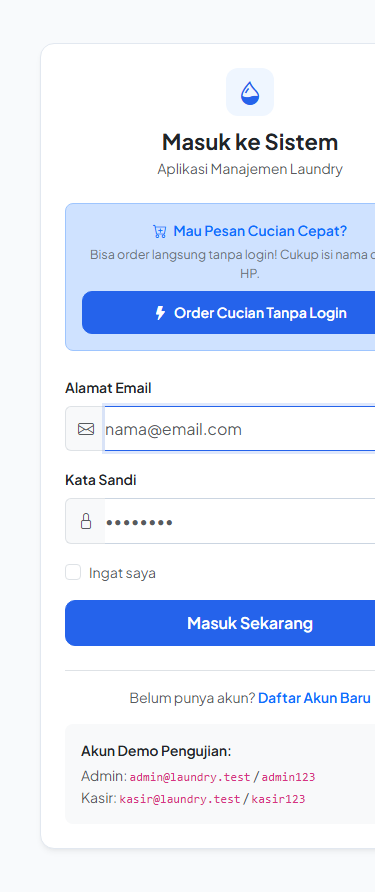 Masuk ke Sistem
Aplikasi Manajemen Laundry
Mau Pesan Cucian Cepat?
Bisa order langsung tanpa login! Cukup isi nama
HP.
Order Cucian Tanpa Login
Alamat Email
nama@email.com
Kata Sandi
••••••••
Ingat saya
Masuk Sekarang
Belum punya akun? Daftar Akun Baru
Akun Demo Pengujian:
Admin: admin@laundry.test / admin123
Kasir: kasir@laundry.test / kasir123